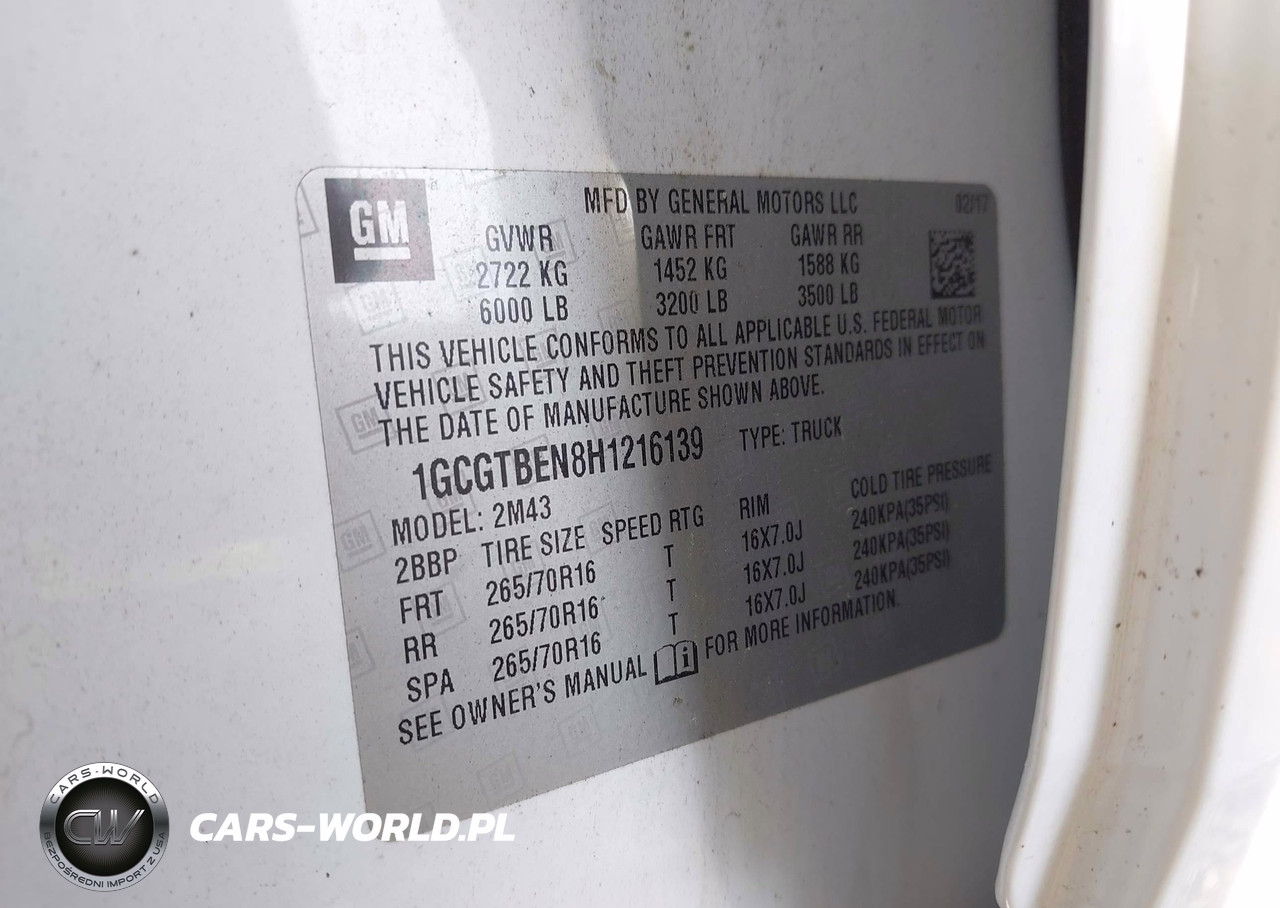 GM
MFD BY GENERAL MOTORS LLC 02/17
GVWR GAWR FRT GAWR RR
2722 KG 1452 KG 1588 KG
6000 LB 3200 LB 3500 LB
THIS VEHICLE CONFORMS TO ALL APPLICABLE U.S. FEDERAL MOTOR
VEHICLE SAFETY AND THEFT PREVENTION STANDARDS IN EFFECT ON
THE DATE OF MANUFACTURE SHOWN ABOVE.
1GCGTBEN8H1216139 TYPE: TRUCK
MODEL: 2M43
2BBP TIRE SIZE SPEED RTG RIM COLD TIRE PRESSURE
FRT 265/70R16 T 16X7.0J 240KPA(35PSI)
RR 265/70R16 T 16X7.0J 240KPA(35PSI)
SPA 265/70R16 T 16X7.0J 240KPA(35PSI)
SEE OWNER'S MANUAL FOR MORE INFORMATION.
CARS-WORLD
CW
BEZPOŚREDNI IMPORT Z USA
CARS-WORLD.PL